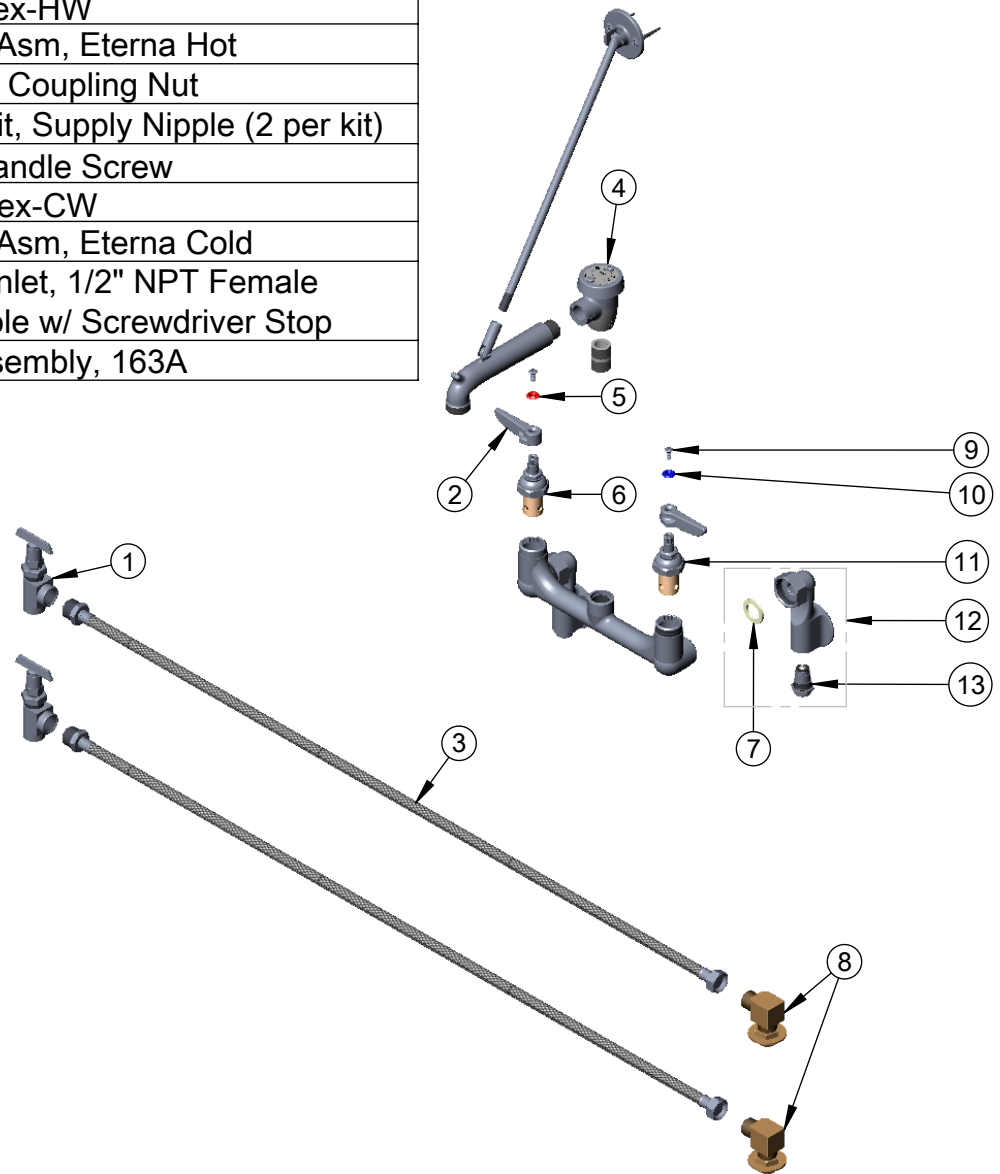 ex-HW
Asm, Eterna Hot
Coupling Nut
it, Supply Nipple (2 per kit)
andle Screw
ex-CW
Asm, Eterna Cold
nlet, 1/2" NPT Female
ole w/ Screwdriver Stop
sembly, 163A
4
5
2
6
9
10
1
11
12
13
7
3
8